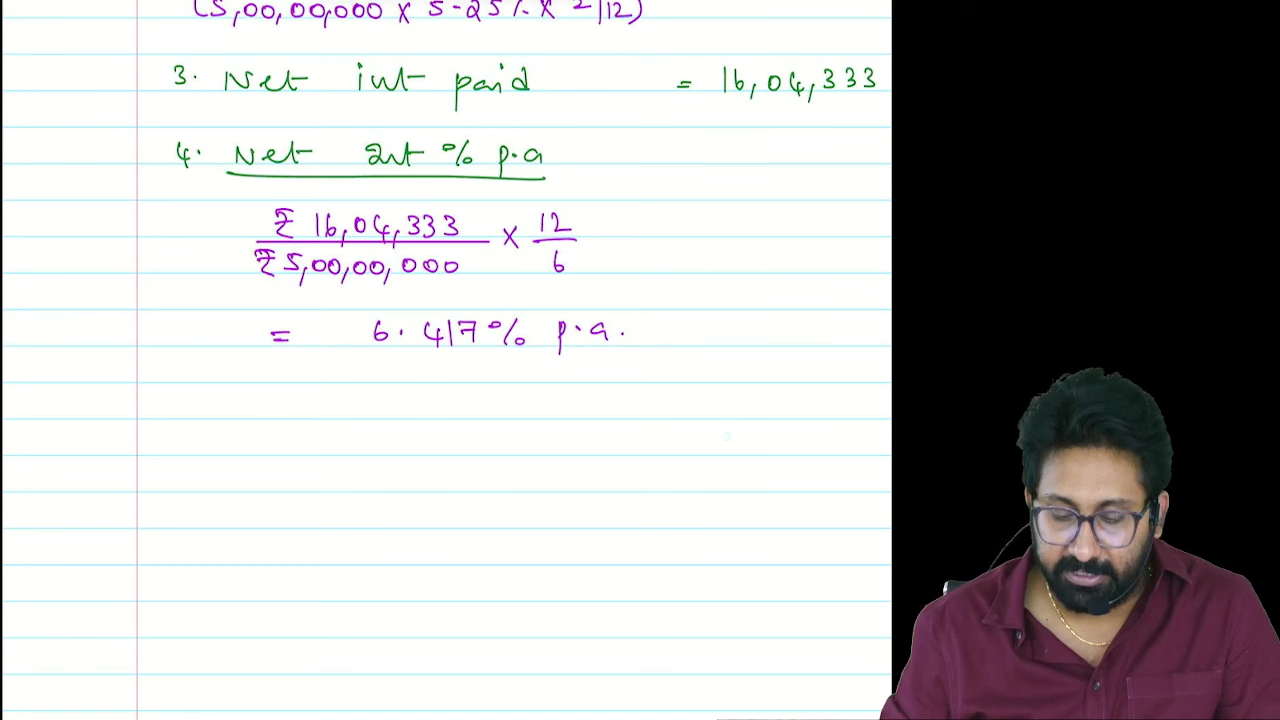 (5,00,00,000 x 5.25% x 2/12)
3. Net int paid = 16,04,333
4. Net Int % p.a
₹ 16,04,333 x 12
₹ 5,00,00,000 6
= 6.417% p.a.